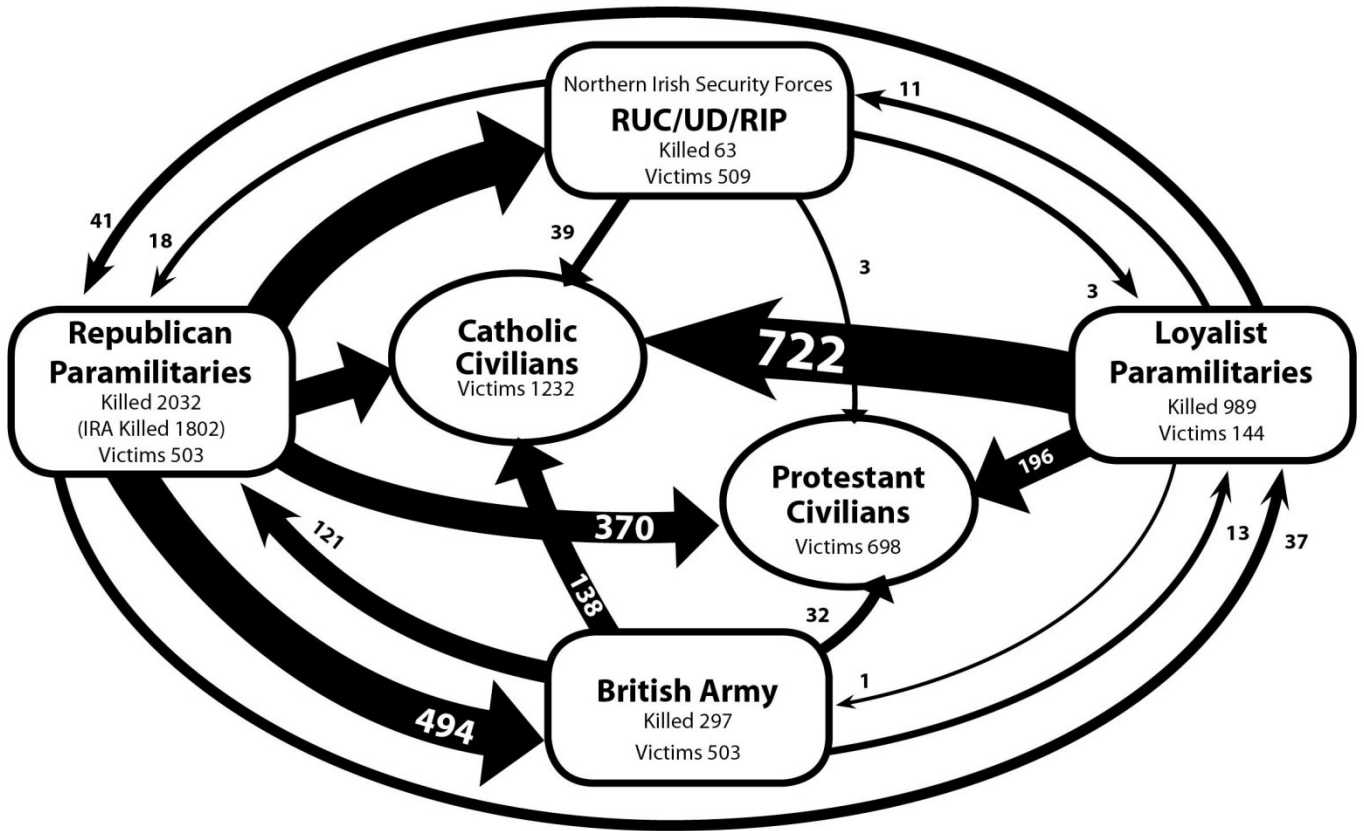 Northern Irish Security Forces
RUC/UD/RIP
Killed 63
Victims 509
11
41
18
39
3
3
Republican
Paramilitaries
Killed 2032
(IRA Killed 1802)
Victims 503
Catholic
Civilians
Victims 1232
722
Loyalist
Paramilitaries
Killed 989
Victims 144
196
Protestant
Civilians
Victims 698
370
121
138
13
37
32
1
494
British Army
Killed 297
Victims 503